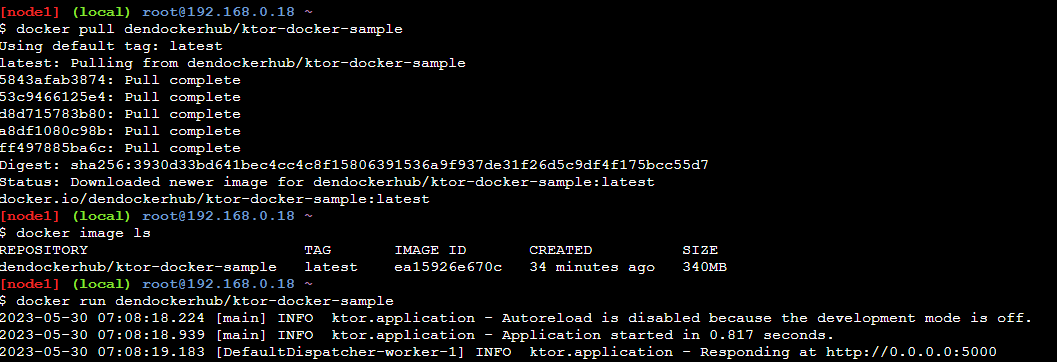 [node1] (local) root@192.168.0.18 ~
$ docker pull dendockerhub/ktor-docker-sample
Using default tag: latest
latest: Pulling from dendockerhub/ktor-docker-sample
5843afab3874: Pull complete
53c9466125e4: Pull complete
d8d715783b80: Pull complete
a8df1080c98b: Pull complete
ff497885ba6c: Pull complete
Digest: sha256:3930d33bd641bec4cc4c8f15806391536a9f937de31f26d5c9df4f175bcc55d7
Status: Downloaded newer image for dendockerhub/ktor-docker-sample:latest
docker.io/dendockerhub/ktor-docker-sample:latest
[node1] (local) root@192.168.0.18 ~
$ docker image ls
REPOSITORY TAG IMAGE ID CREATED SIZE
dendockerhub/ktor-docker-sample latest ea15926e670c 34 minutes ago 340MB
[node1] (local) root@192.168.0.18 ~
$ docker run dendockerhub/ktor-docker-sample
2023-05-30 07:08:18.224 [main] INFO ktor.application - Autoreload is disabled because the development mode is off.
2023-05-30 07:08:18.939 [main] INFO ktor.application - Application started in 0.817 seconds.
2023-05-30 07:08:19.183 [DefaultDispatcher-worker-1] INFO ktor.application - Responding at http://0.0.0.0:5000